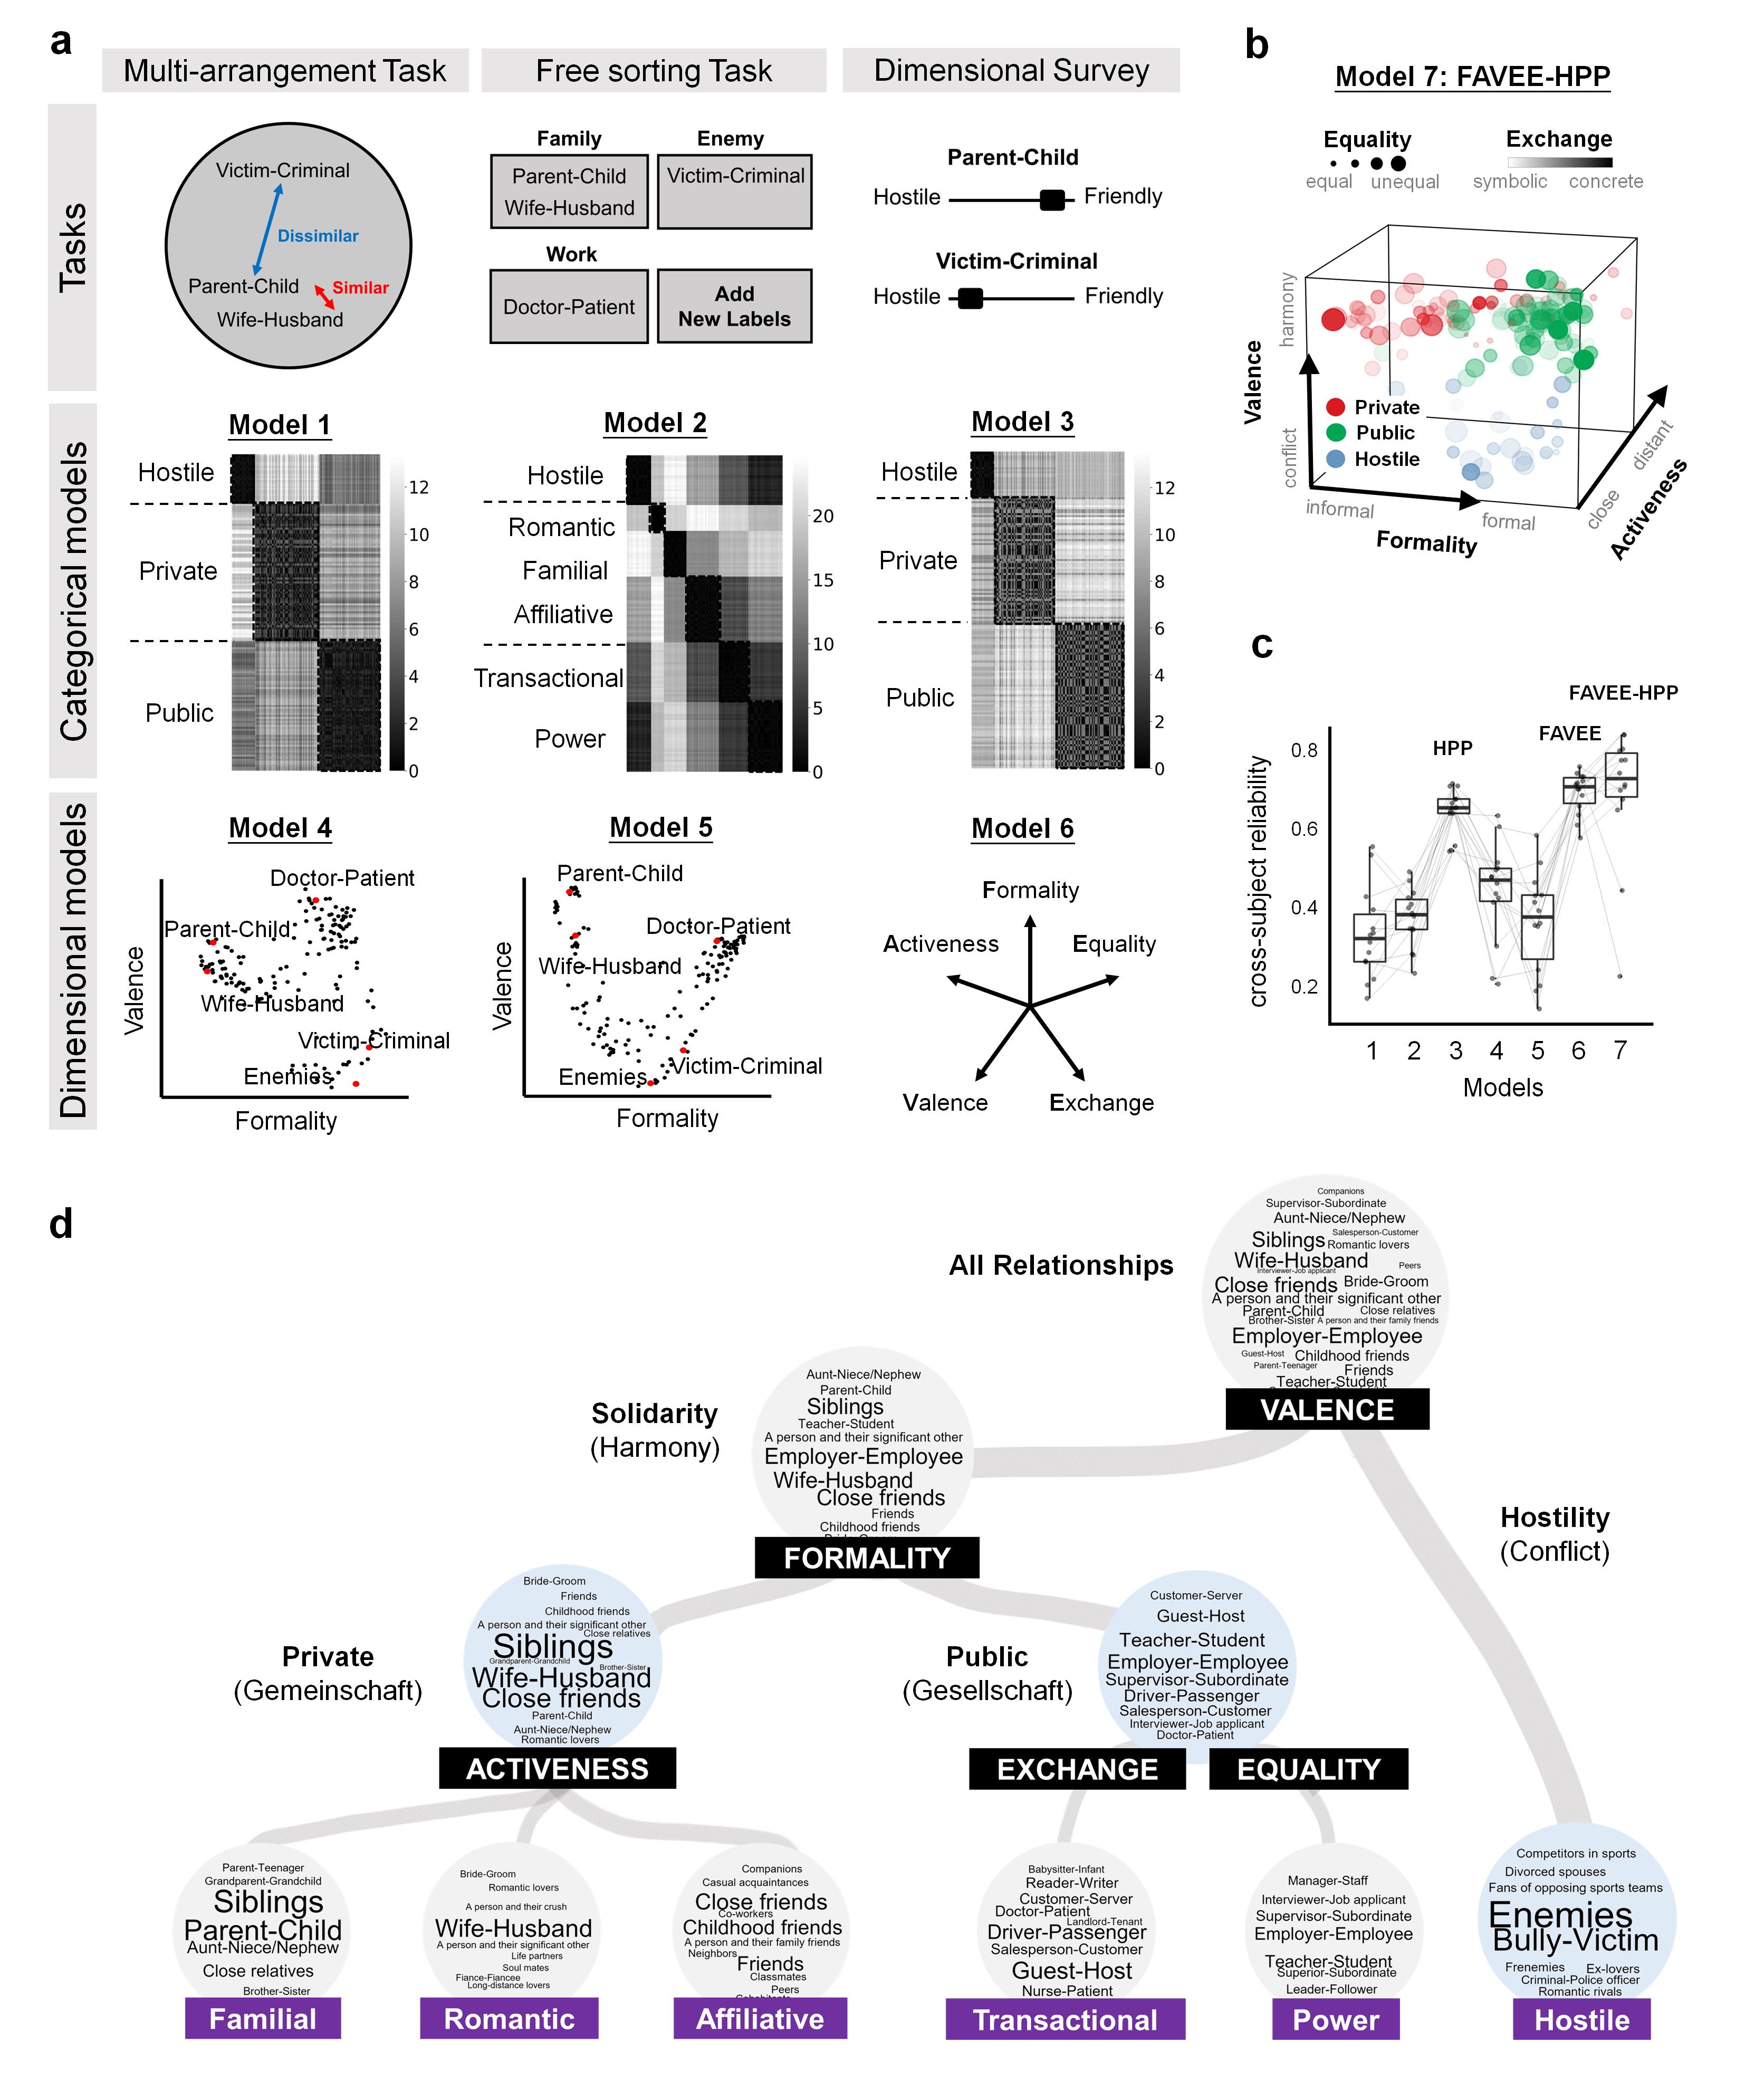 a
Multi-arrangement Task
Free sorting Task
Dimensional Survey
Tasks
Victim-Criminal
Dissimilar
Parent-Child
Similar
Wife-Husband
Family
Enemy
Parent-Child
Wife-Husband
Victim-Criminal
Work
Doctor-Patient
Add
New Labels
Parent-Child
Hostile
Friendly
Victim-Criminal
Hostile
Friendly
Categorical models
Model 1
Hostile
Private
Public
12
10
8
6
4
2
0
Model 2
Hostile
Romantic
Familial
Affiliative
Transactional
Power
20
15
10
5
0
Model 3
Hostile
Private
Public
12
10
8
6
4
2
0
Dimensional models
Model 4
Doctor-Patient
Parent-Child
Wife-Husband
Victim-Criminal
Enemies
Valence
Formality
Model 5
Parent-Child
Doctor-Patient
Wife-Husband
Victim-Criminal
Enemies
Valence
Formality
Model 6
Formality
Activeness
Equality
Valence
Exchange
b
Model 7: FAVEE-HPP
Equality
equal
unequal
Exchange
symbolic
concrete
harmony
Valence
conflict
Private
Public
Hostile
informal
formal
Formality
close
distant
Activeness
c
FAVEE-HPP
FAVEE
HPP
cross-subject reliability
0.8
0.6
0.4
0.2
1
2
3
4
5
6
7
Models
d
All Relationships
Companions
Supervisor-Subordinate
Aunt-Niece/Nephew
Salesperson-Customer
Siblings
Romantic lovers
Wife-Husband
Peers
Interviewer-Job applicant
Close friends
Bride-Groom
A person and their significant other
Parent-Child
Close relatives
Brother-Sister
A person and their family friends
Employer-Employee
Guest-Host
Childhood friends
Parent-Teenager
Friends
Teacher-Student
VALENCE
Solidarity
(Harmony)
Aunt-Niece/Nephew
Parent-Child
Siblings
Teacher-Student
A person and their significant other
Employer-Employee
Wife-Husband
Close friends
Friends
Childhood friends
FORMALITY
Hostility
(Conflict)
Private
(Gemeinschaft)
Bride-Groom
Friends
Childhood friends
A person and their significant other
Close relatives
Siblings
Grandparent-Grandchild
Brother-Sister
Wife-Husband
Close friends
Parent-Child
Aunt-Niece/Nephew
Romantic lovers
ACTIVENESS
Public
(Gesellschaft)
Customer-Server
Guest-Host
Teacher-Student
Employer-Employee
Supervisor-Subordinate
Driver-Passenger
Salesperson-Customer
Interviewer-Job applicant
Doctor-Patient
EXCHANGE
EQUALITY
Parent-Teenager
Grandparent-Grandchild
Siblings
Parent-Child
Aunt-Niece/Nephew
Close relatives
Brother-Sister
Familial
Bride-Groom
Romantic lovers
A person and their crush
Wife-Husband
A person and their significant other
Life partners
Soul mates
Fiance-Fiancee
Long-distance lovers
Romantic
Companions
Casual acquaintances
Close friends
Co-workers
Childhood friends
A person and their family friends
Neighbors
Friends
Classmates
Peers
Affiliative
Babysitter-Infant
Reader-Writer
Customer-Server
Doctor-Patient
Landlord-Tenant
Driver-Passenger
Salesperson-Customer
Guest-Host
Nurse-Patient
Transactional
Manager-Staff
Interviewer-Job applicant
Supervisor-Subordinate
Employer-Employee
Teacher-Student
Superior-Subordinate
Leader-Follower
Power
Competitors in sports
Divorced spouses
Fans of opposing sports teams
Enemies
Bully-Victim
Frenemies
Ex-lovers
Criminal-Police officer
Romantic rivals
Hostile